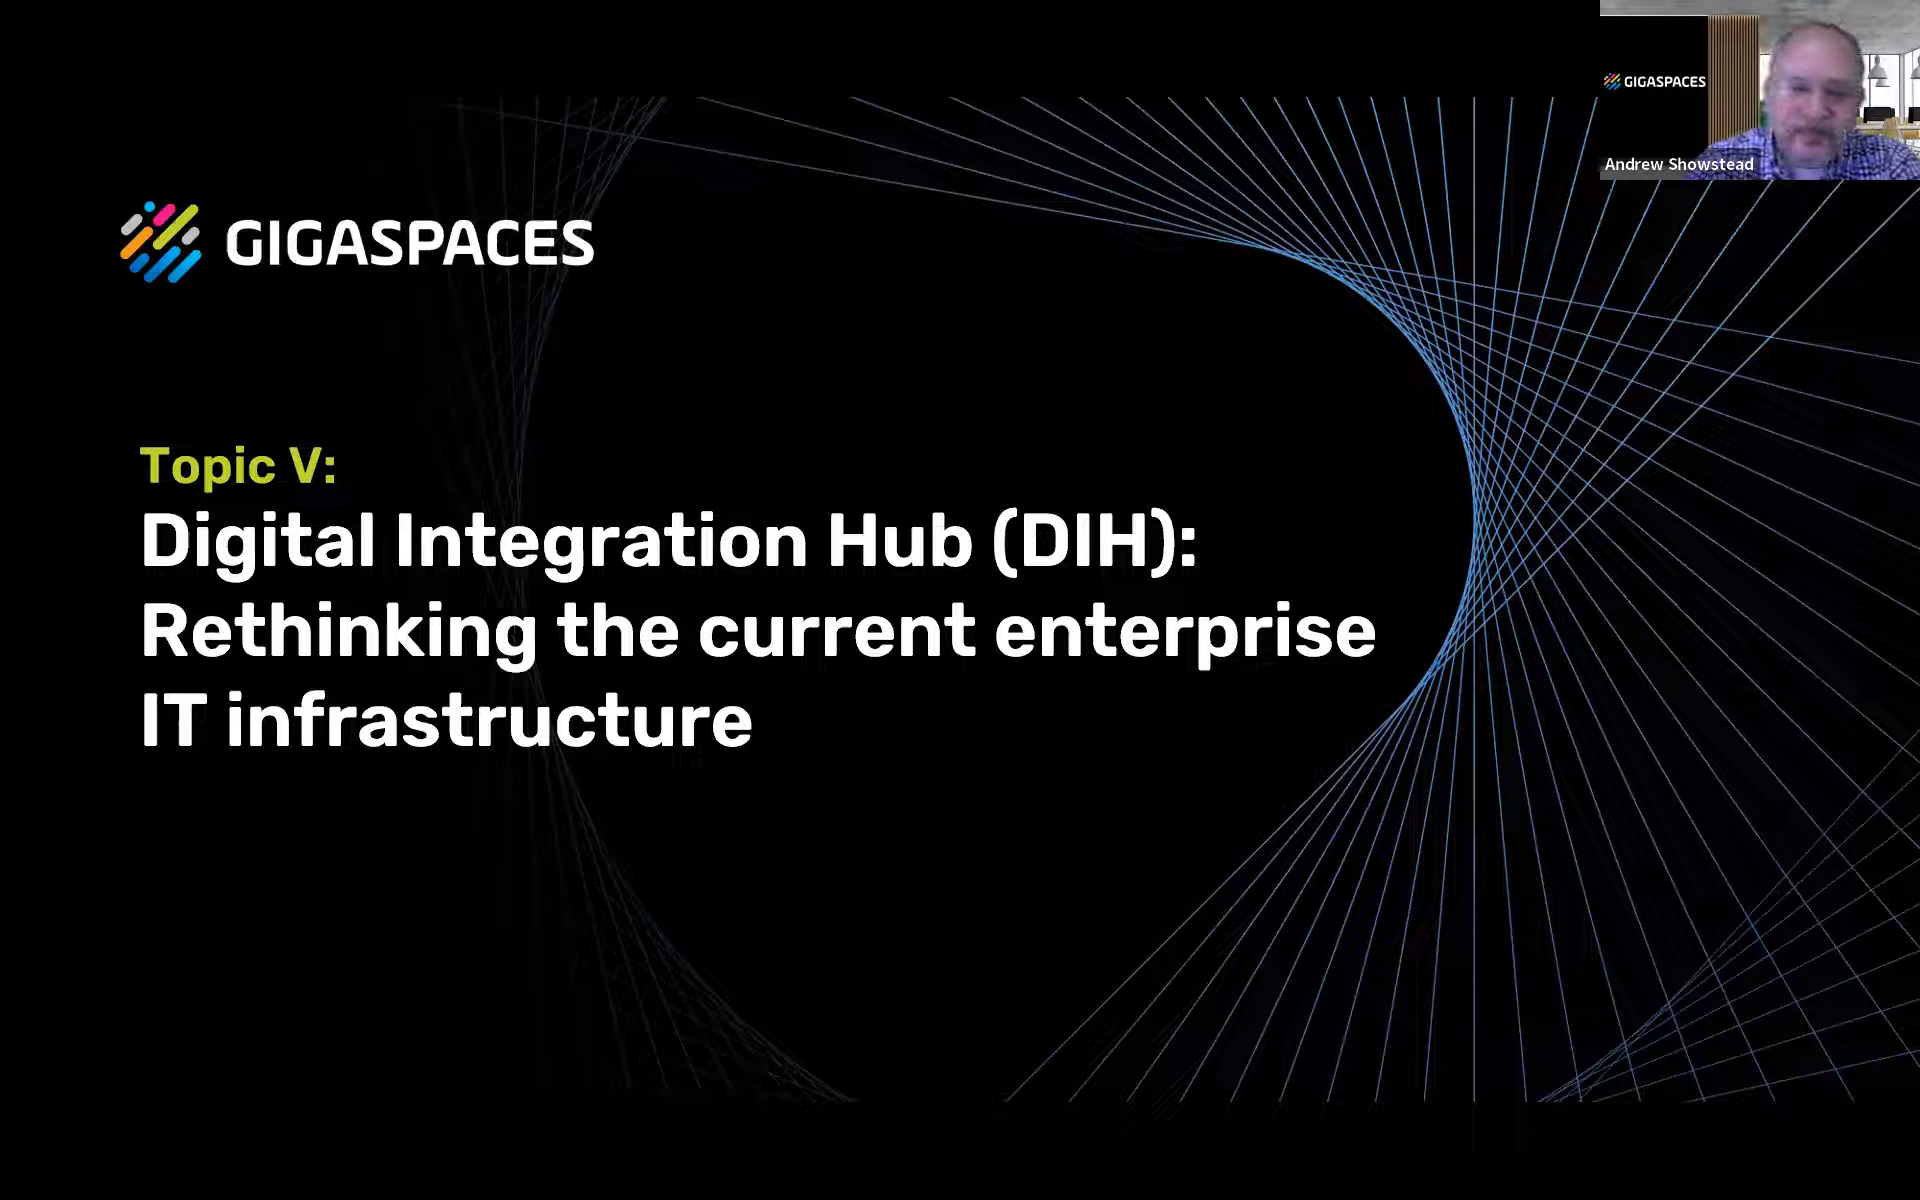 GIGASPACES
Andrew Showstead
GIGASPACES
Topic V:
Digital Integration Hub (DIH):
Rethinking the current enterprise
IT infrastructure